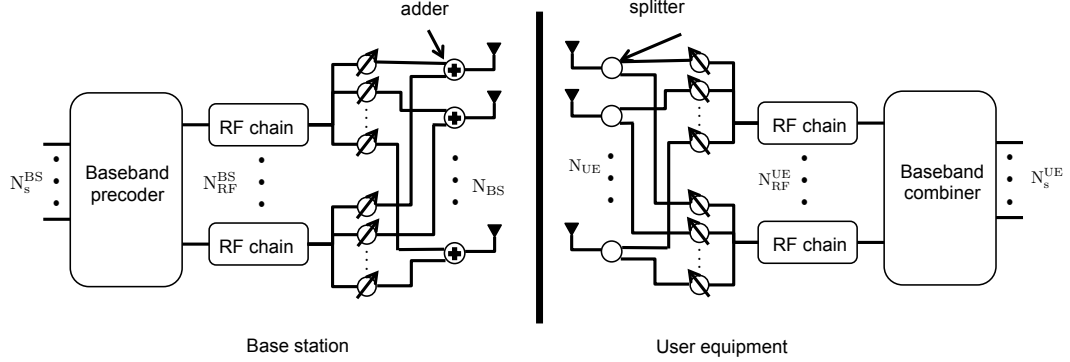 adder
splitter
RF chain
RF chain
Baseband
precoder
Baseband
combiner
N_s^BS
N_RF^BS
N_BS
N_UE
N_RF^UE
N_s^UE
RF chain
RF chain
Base station
User equipment